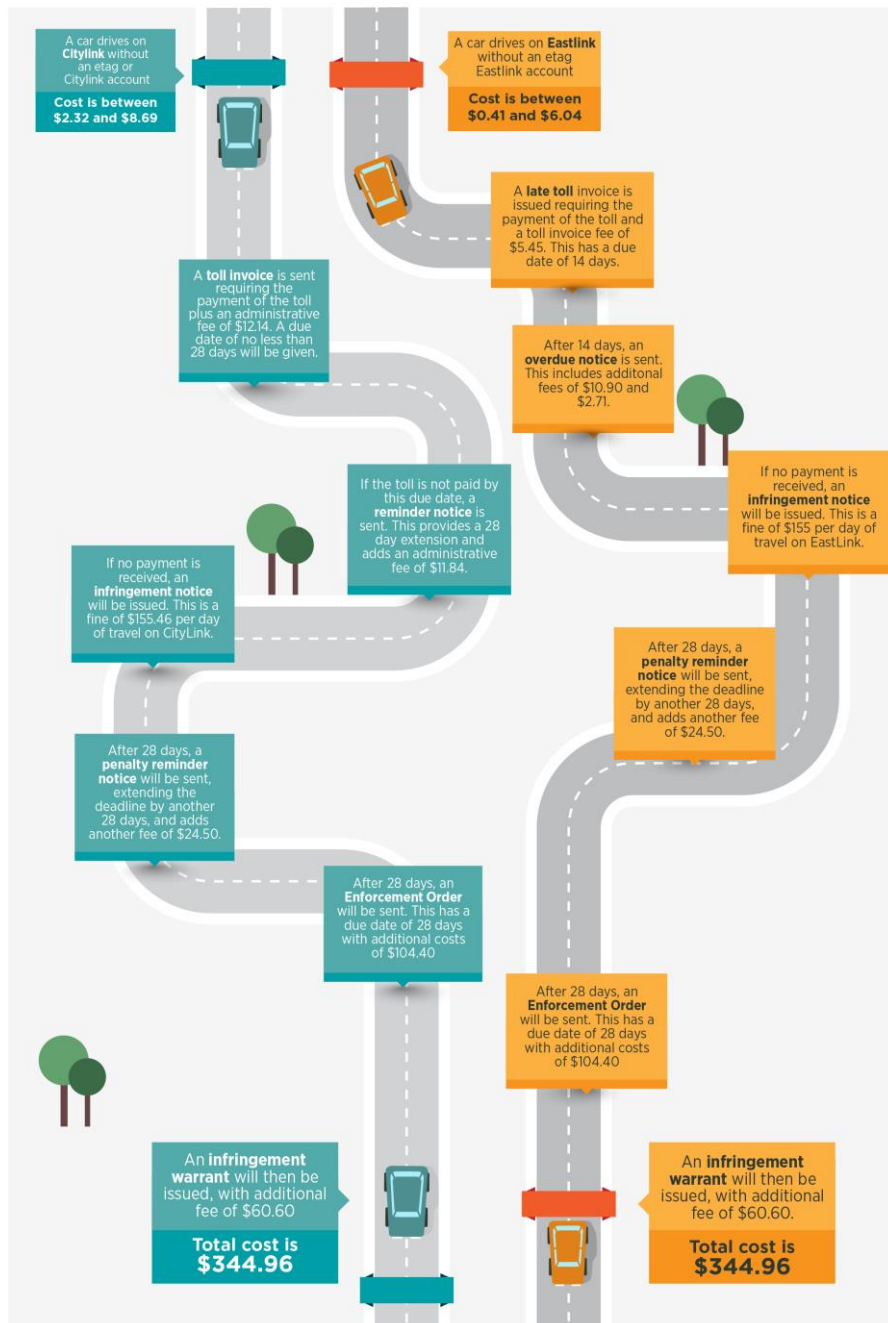 A car drives on
Citylink without
an etag or
Citylink account
Cost is between
$2.32 and $8.69
A car drives on Eastlink
without an etag
Eastlink account
Cost is between
$0.41 and $6.04
A late toll invoice is
issued requiring the
payment of the toll and
a toll invoice fee of
$5.45. This has a due
date of 14 days.
A toll invoice is sent
requiring the
payment of the toll
plus an administrative
fee of $12.14. A due
date of no less than
28 days will be given.
After 14 days, an
overdue notice is sent.
This includes additonal
fees of $10.90 and
$2.71.
If no payment is
received, an
infringement notice
will be issued. This is a
fine of $155 per day of
travel on EastLink.
If the toll is not paid by
this due date, a
reminder notice is
sent. This provides a 28
day extension and
adds an administrative
fee of $11.84.
If no payment is
received, an
infringement notice
will be issued. This is a
fine of $155.46 per day
of travel on CityLink.
After 28 days, a
penalty reminder
notice will be sent,
extending the deadline
by another 28 days,
and adds another fee
of $24.50.
After 28 days, a
penalty reminder
notice will be sent,
extending the
deadline by another
28 days, and adds
another fee of $24.50.
After 28 days, an
Enforcement Order
will be sent. This has a
due date of 28 days
with additional costs
of $104.40
After 28 days, an
Enforcement Order
will be sent. This has a
due date of 28 days
with additional costs
of $104.40
An infringement
warrant will then be
issued, with additional
fee of $60.60
Total cost is
$344.96
An infringement
warrant will then be
issued, with additional
fee of $60.60.
Total cost is
$344.96